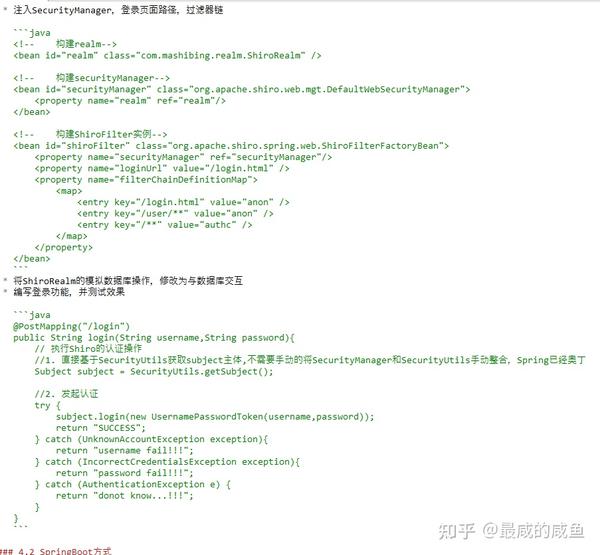 * 注入SecurityManager, 登录页面路径, 过滤器链
```java
<!--    构建realm-->
<bean id="realm" class="com.mashibing.realm.ShiroRealm" />
<!--    构建securityManager-->
<bean id="securityManager" class="org.apache.shiro.web.mgt.DefaultWebSecurityManager">
    <property name="realm" ref="realm"/>
</bean>
<!--    构建ShiroFilter实例-->
<bean id="shiroFilter" class="org.apache.shiro.spring.web.ShiroFilterFactoryBean">
    <property name="securityManager" ref="securityManager"/>
    <property name="loginUrl" value="/login.html" />
    <property name="filterChainDefinitionMap">
        <map>
            <entry key="/login.html" value="anon" />
            <entry key="/user/**" value="anon" />
            <entry key="/**" value="authc" />
        </map>
    </property>
</bean>
```
* 将ShiroRealm的模拟数据库操作, 修改为与数据库交互
* 编写登录功能, 并测试效果
```java
@PostMapping("/login")
public String login(String username,String password){
    // 执行Shiro的认证操作
    //1. 直接基于SecurityUtils获取subject主体,不需要手动的将SecurityManager和SecurityUtils手动整合, Spring已经奥丁
    Subject subject = SecurityUtils.getSubject();
    //2. 发起认证
    try {
        subject.login(new UsernamePasswordToken(username,password));
        return "SUCCESS";
    } catch (UnknownAccountException exception){
        return "username fail!!!";
    } catch (IncorrectCredentialsException exception){
        return "password fail!!!";
    } catch (AuthenticationException e) {
        return "donot know...!!!";
    }
}
```
### 4.2 SpringBoot方式
知乎 @最咸的咸鱼